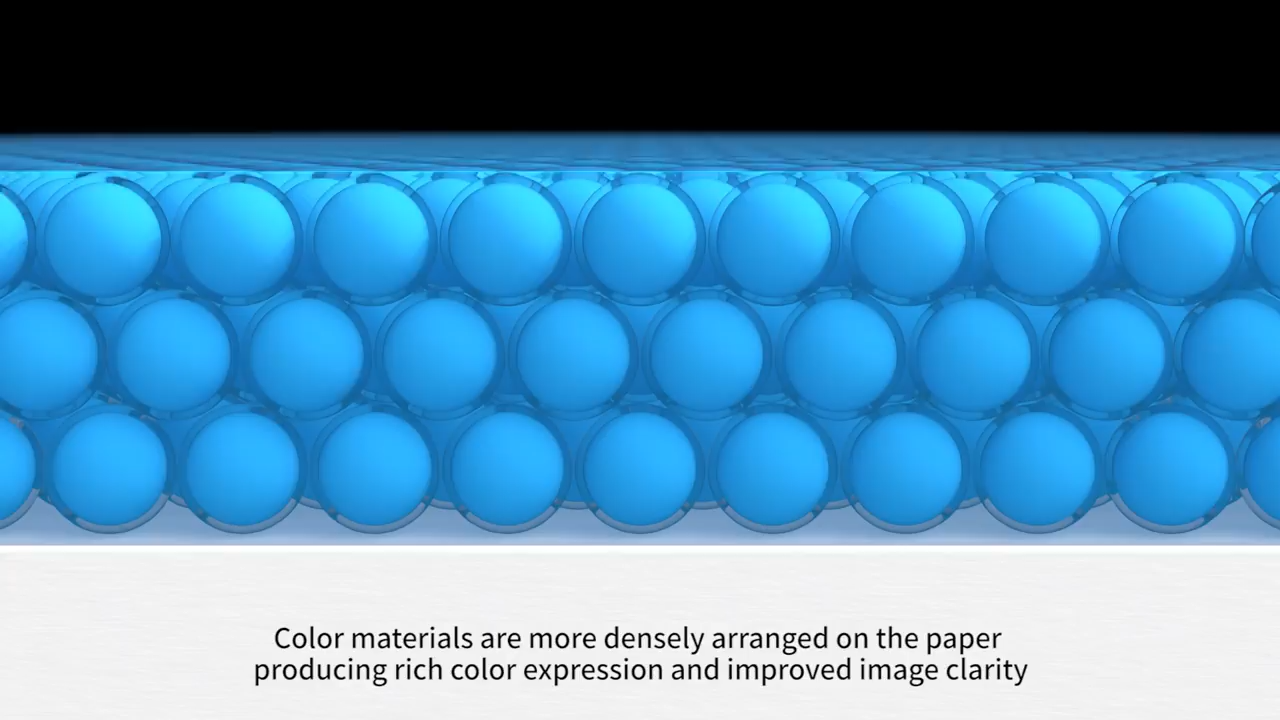 Color materials are more densely arranged on the paper
producing rich color expression and improved image clarity